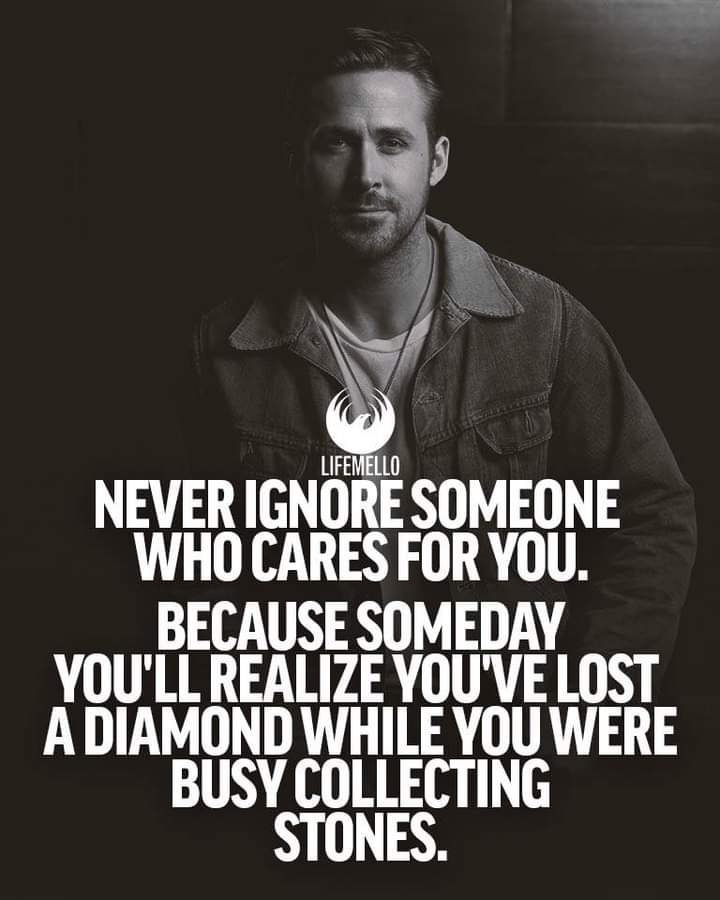 LIFEMELLO
NEVER IGNORE SOMEONE
WHO CARES FOR YOU.
BECAUSE SOMEDAY
YOU'LL REALIZE YOU'VE LOST
A DIAMOND WHILE YOU WERE
BUSY COLLECTING
STONES.